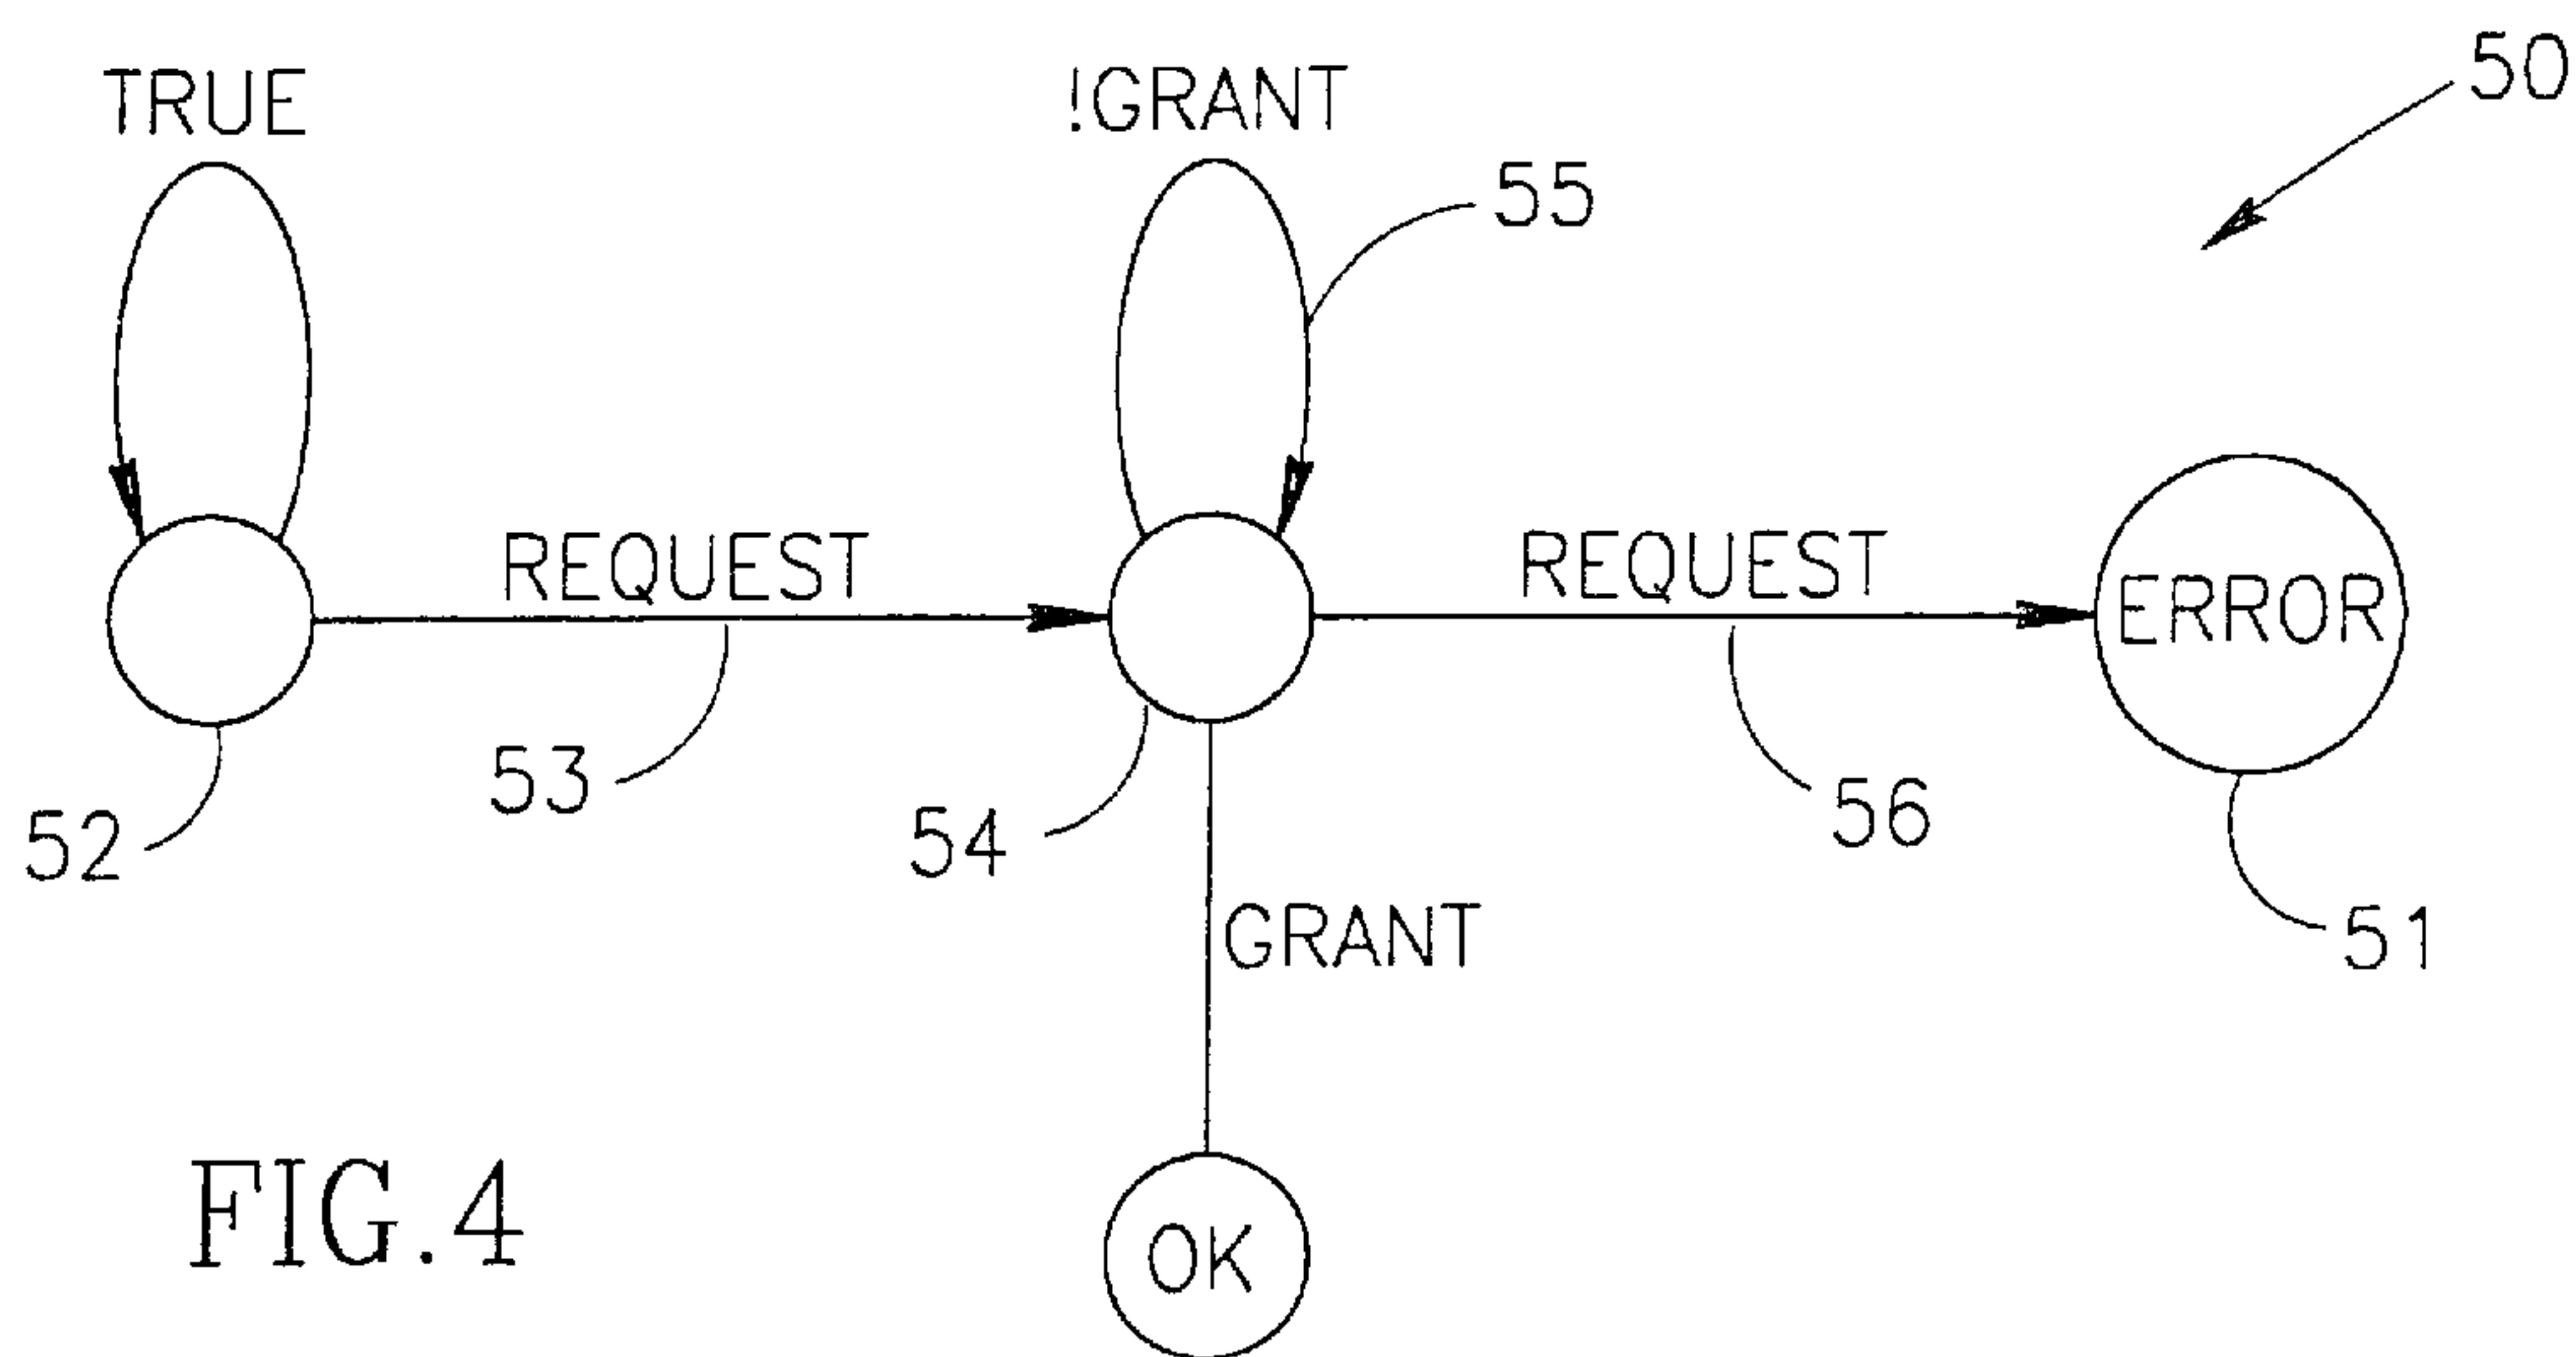 50
TRUE
!GRANT
55
REQUEST
REQUEST
ERROR
53
56
52
54
GRANT
51
FIG.4
OK